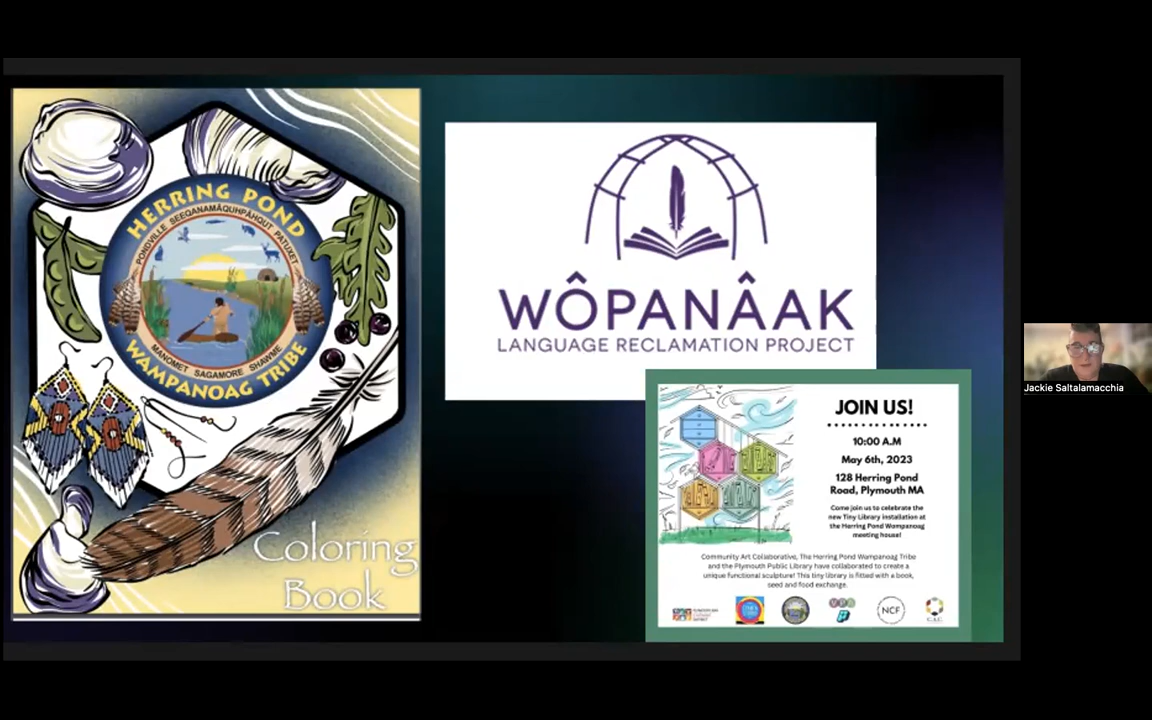 HERRING POND
PONDVILLE SEEQANAMÂQUHPÂHQUT PATUXET
MANOMET SAGAMORE SHAWME
WAMPANOAG TRIBE
Coloring
Book
WÔPANÂAK
LANGUAGE RECLAMATION PROJECT
JOIN US!
10:00 A.M
May 6th, 2023
128 Herring Pond
Road, Plymouth MA
Come join us to celebrate the
new Tiny Library installation at
the Herring Pond Wampanoag
meeting house!
Community Art Collaborative, The Herring Pond Wampanoag Tribe
and the Plymouth Public Library have collaborated to create a
unique functional sculpture! This tiny library is fitted with a book,
seed and food exchange.
NCF
Jackie Saltalamacchia